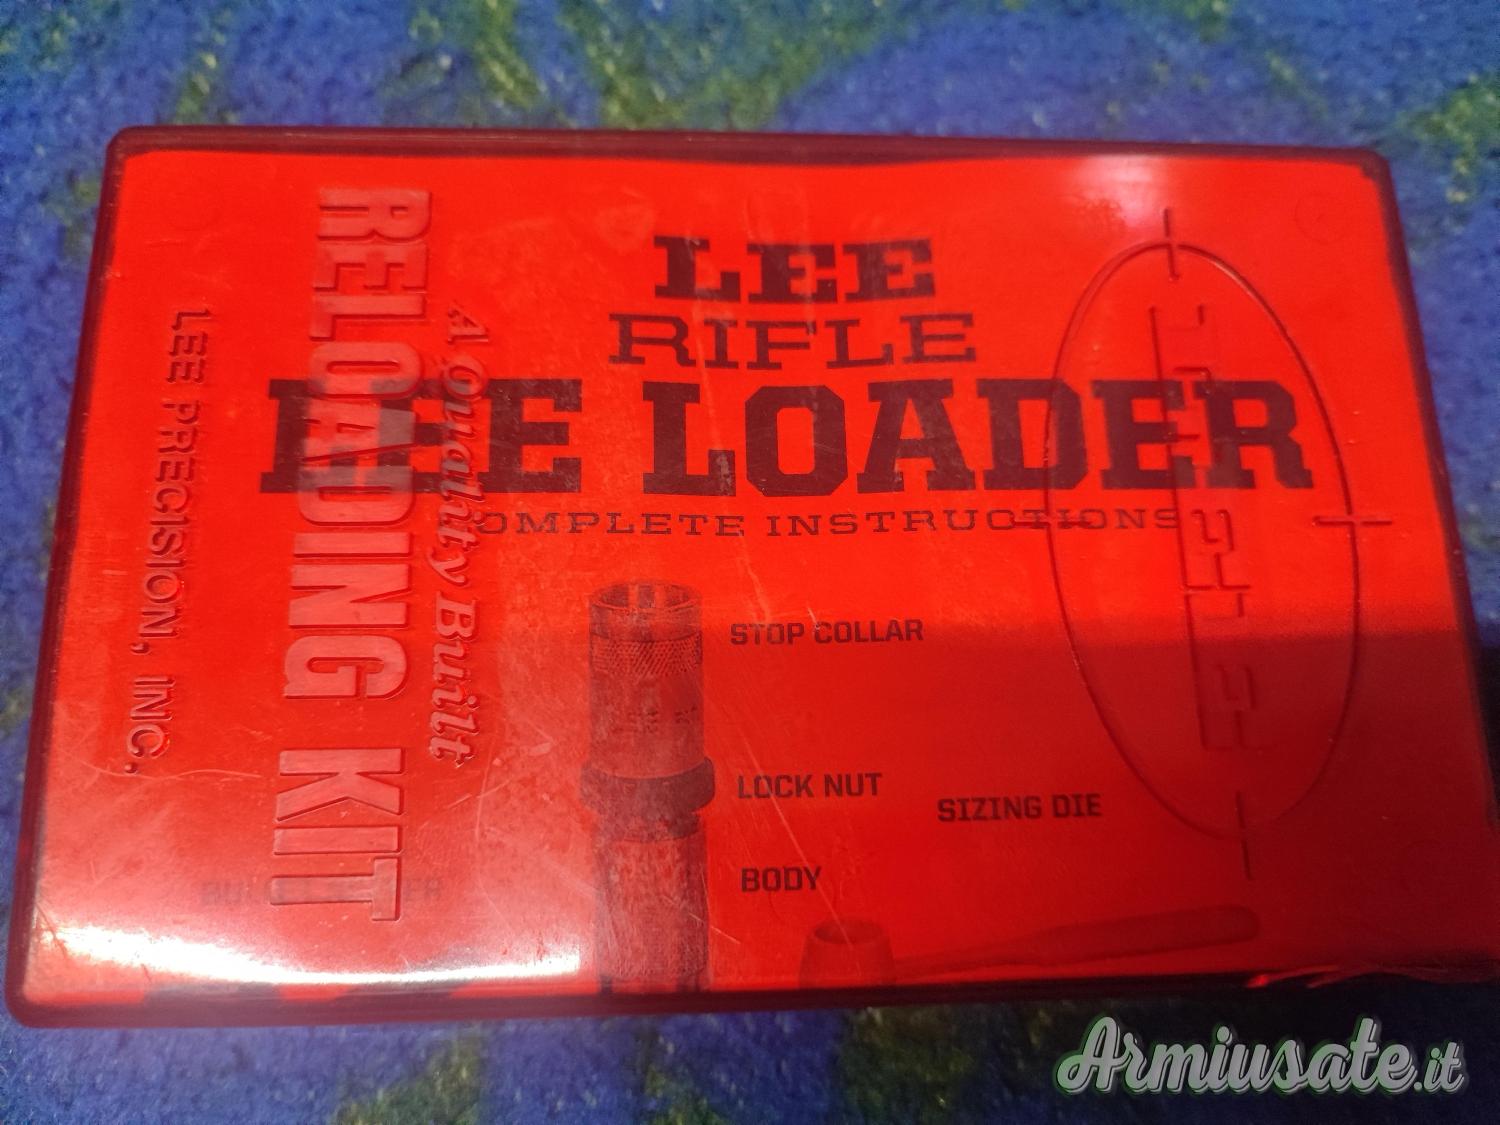 LEE
RIFLE
LEE LOADER
COMPLETE INSTRUCTIONS
STOP COLLAR
LOCK NUT
SIZING DIE
BODY
A Quality Built
RELOADING KIT
LEE PRECISION, INC.
Armiusate.it